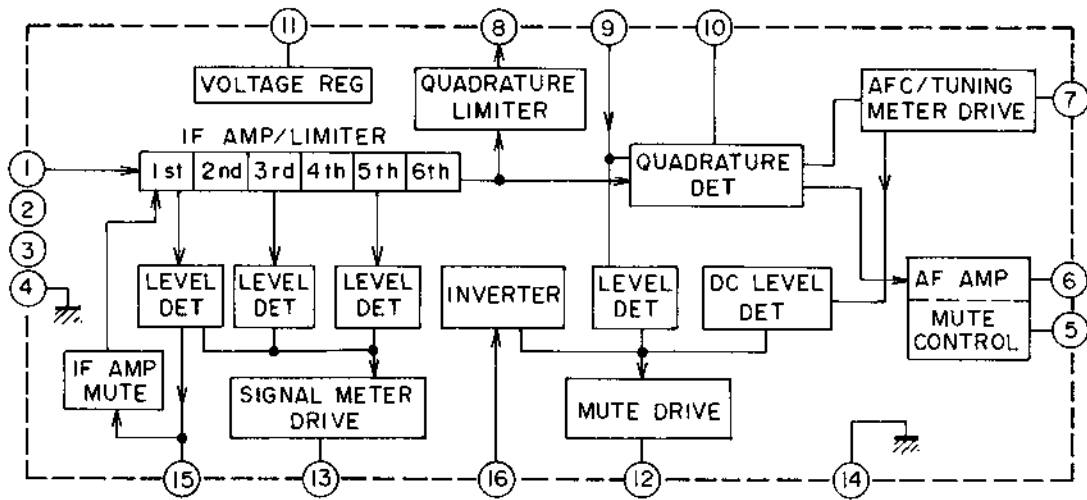 11
8
9
10
VOLTAGE REG
QUADRATURE
LIMITER
AFC/TUNING
METER DRIVE
7
IF AMP/LIMITER
1
1st 2nd 3rd 4th 5th 6th
QUADRATURE
DET
2
3
4
LEVEL
DET
LEVEL
DET
LEVEL
DET
INVERTER
LEVEL
DET
DC LEVEL
DET
AF AMP
6
MUTE
CONTROL
5
IF AMP
MUTE
SIGNAL METER
DRIVE
MUTE DRIVE
15
13
16
12
14